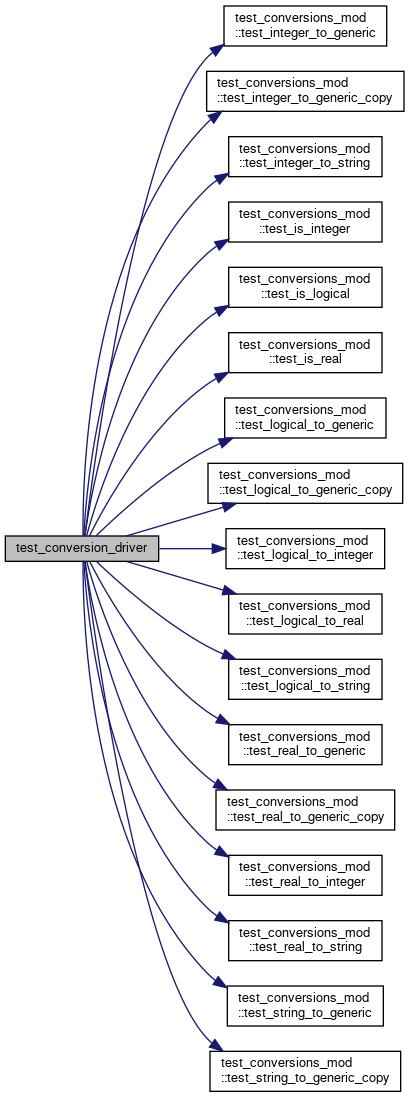 test_conversions_mod
::test_integer_to_generic
test_conversions_mod
::test_integer_to_generic_copy
test_conversions_mod
::test_integer_to_string
test_conversions_mod
::test_is_integer
test_conversions_mod
::test_is_logical
test_conversions_mod
::test_is_real
test_conversions_mod
::test_logical_to_generic
test_conversions_mod
::test_logical_to_generic_copy
test_conversion_driver
test_conversions_mod
::test_logical_to_integer
test_conversions_mod
::test_logical_to_real
test_conversions_mod
::test_logical_to_string
test_conversions_mod
::test_real_to_generic
test_conversions_mod
::test_real_to_generic_copy
test_conversions_mod
::test_real_to_integer
test_conversions_mod
::test_real_to_string
test_conversions_mod
::test_string_to_generic
test_conversions_mod
::test_string_to_generic_copy